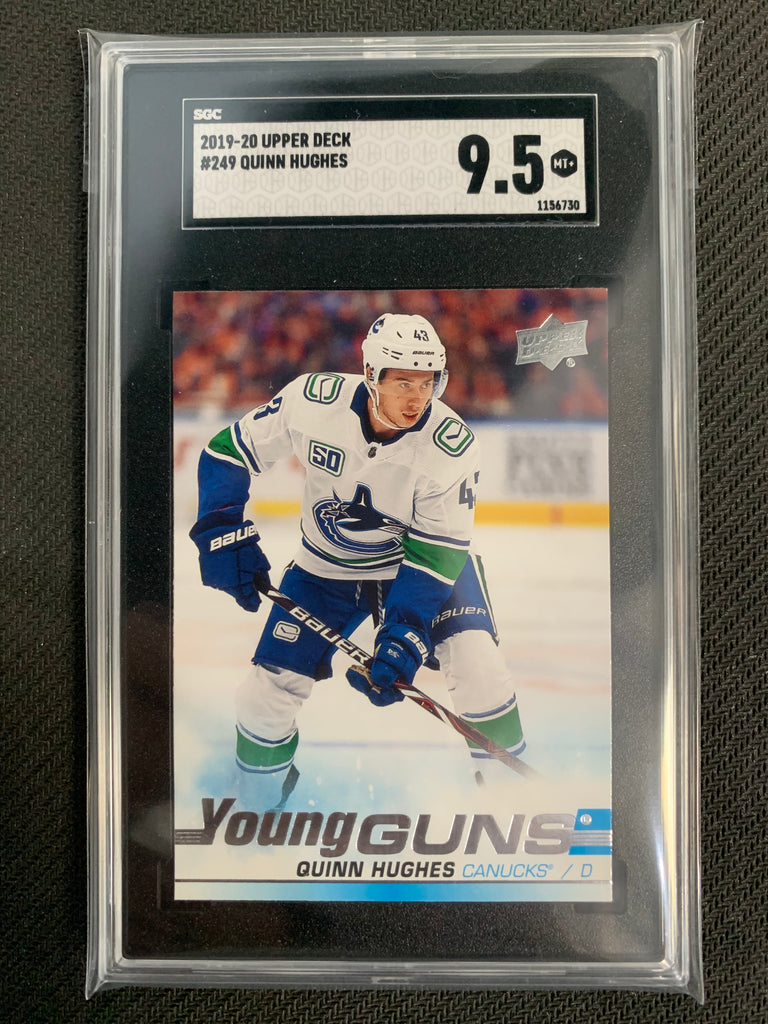 SGC
2019-20 UPPER DECK
#249 QUINN HUGHES
9.5
MT+
1156730
UPPER
DECK
43
BAUER
50
BAUER
BAUER
BAUER
Young GUNS
QUINN HUGHES CANUCKS® / D